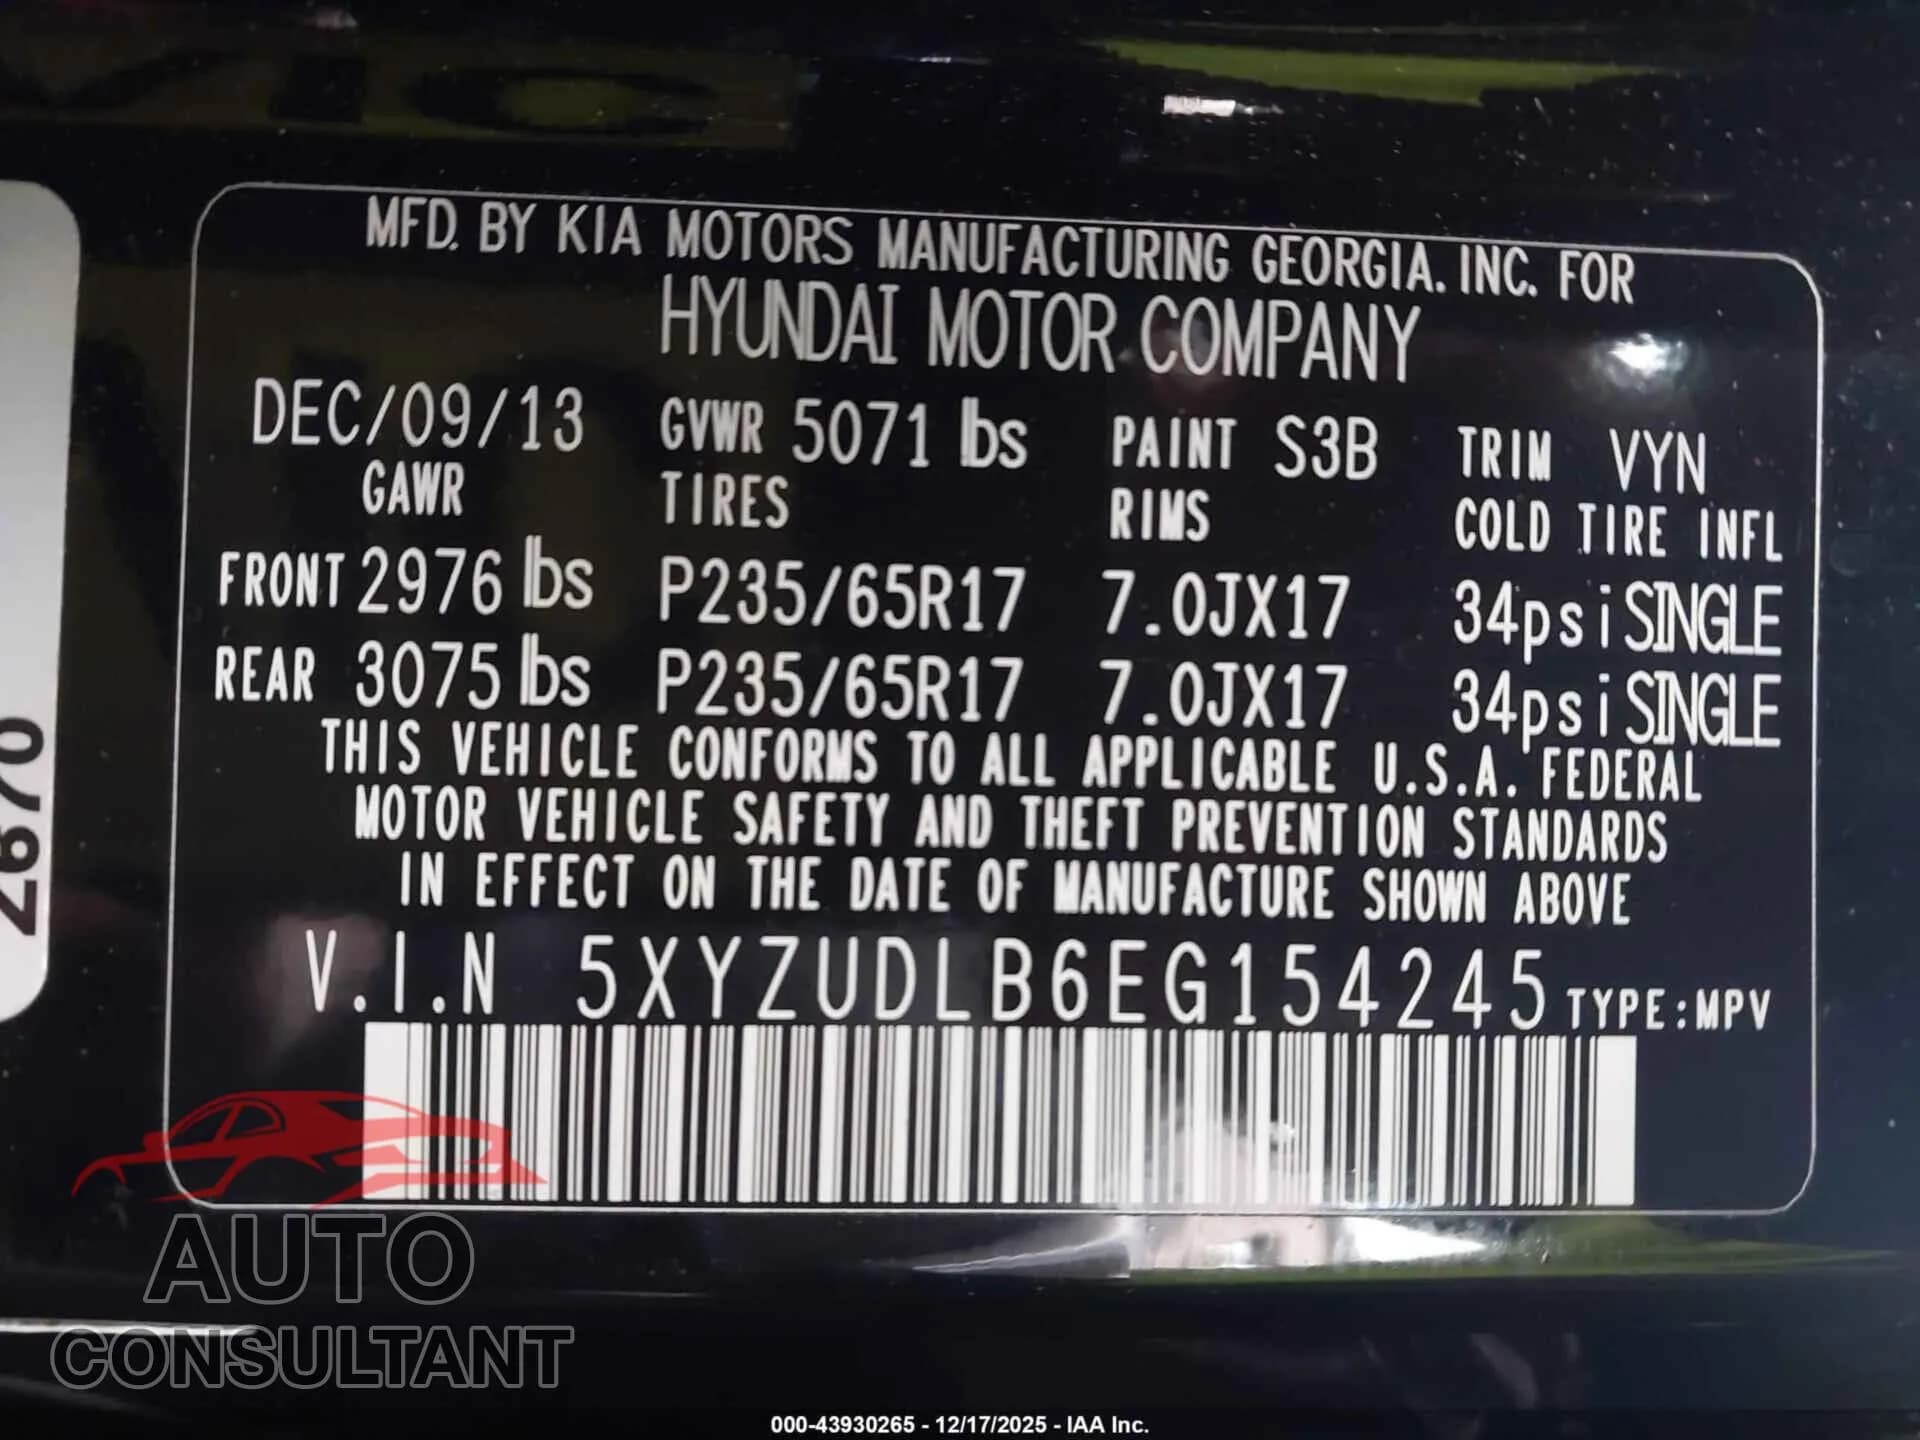 MFD. BY KIA MOTORS MANUFACTURING GEORGIA. INC. FOR
HYUNDAI MOTOR COMPANY
DEC/09/13 GVWR 5071 lbs PAINT S3B TRIM VYN
GAWR TIRES RIMS COLD TIRE INFL
FRONT 2976 lbs P235/65R17 7.0JX17 34psi SINGLE
REAR 3075 lbs P235/65R17 7.0JX17 34psi SINGLE
THIS VEHICLE CONFORMS TO ALL APPLICABLE U.S.A. FEDERAL
MOTOR VEHICLE SAFETY AND THEFT PREVENTION STANDARDS
IN EFFECT ON THE DATE OF MANUFACTURE SHOWN ABOVE
V.I.N 5XYZUDLB6EG154245 TYPE:MPV
AUTO
CONSULTANT
000-43930265 - 12/17/2025 - IAA Inc.